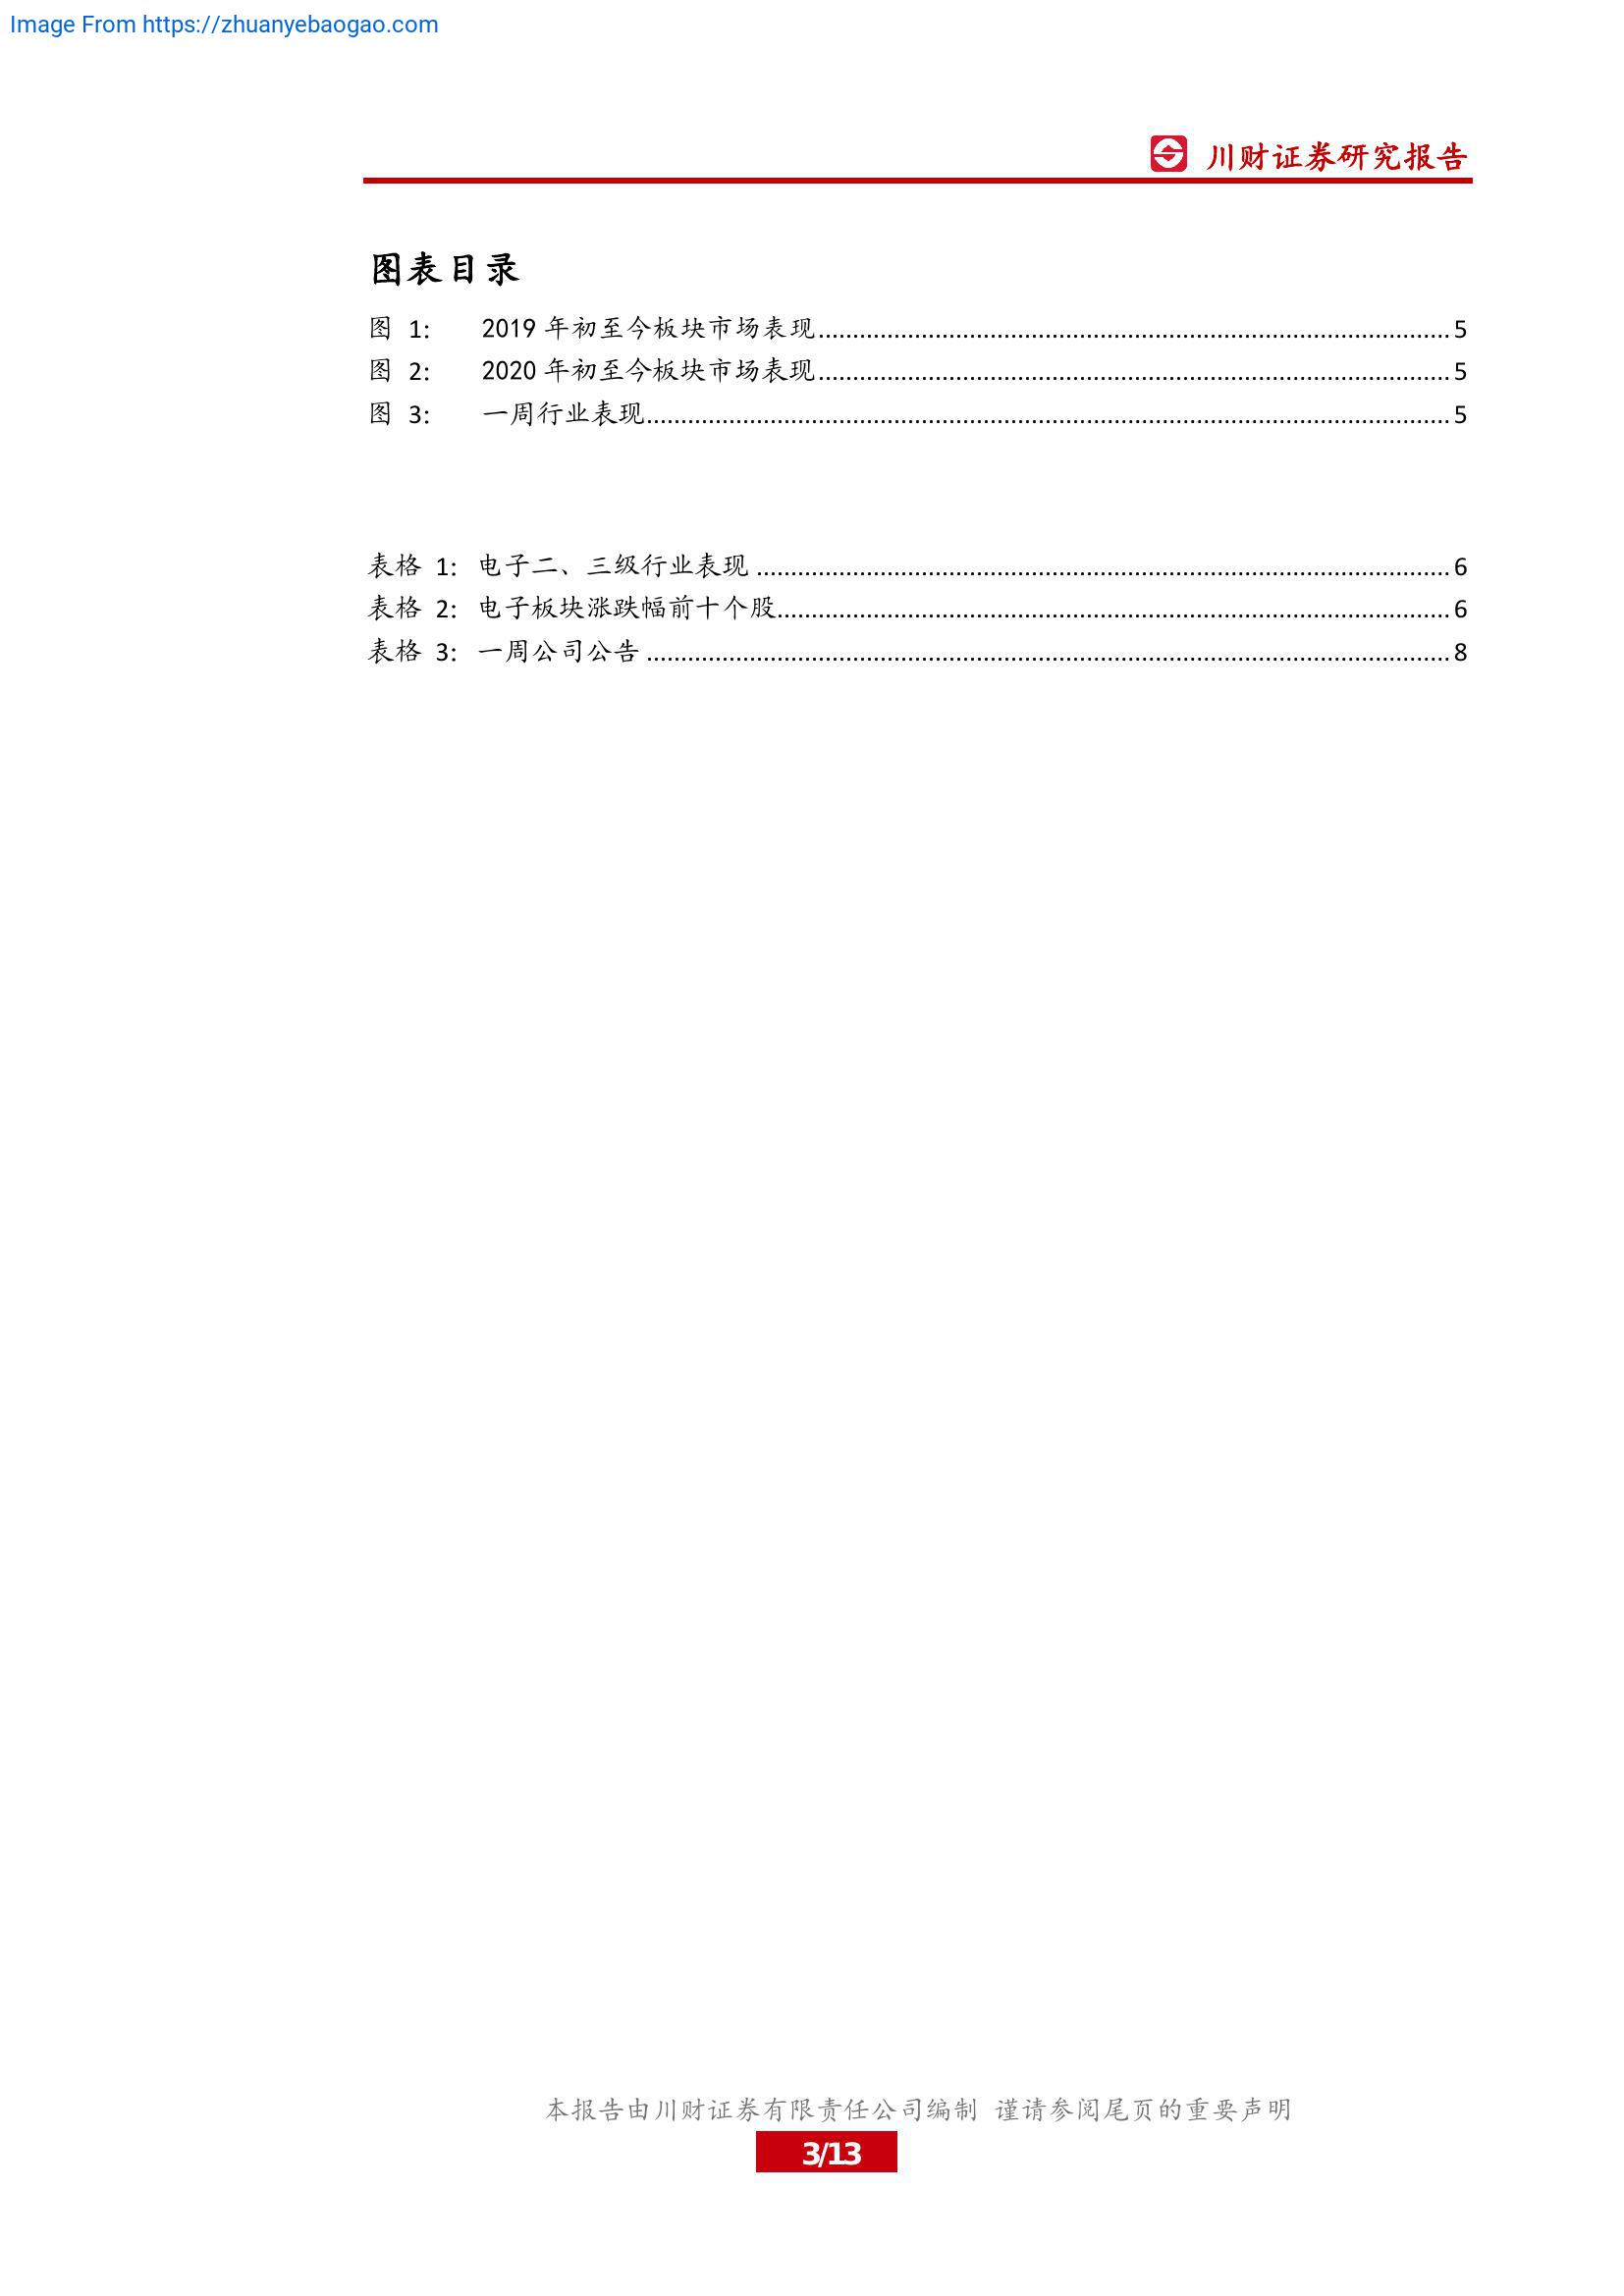 Image From https://zhuanyebaogao.com
川财证券研究报告
图表目录
图 1: 2019 年初至今板块市场表现 5
图 2: 2020 年初至今板块市场表现 5
图 3: 一周行业表现 5
表格 1: 电子二、三级行业表现 6
表格 2: 电子板块涨跌幅前十个股 6
表格 3: 一周公司公告 8
本报告由川财证券有限责任公司编制 谨请参阅尾页的重要声明
3/13